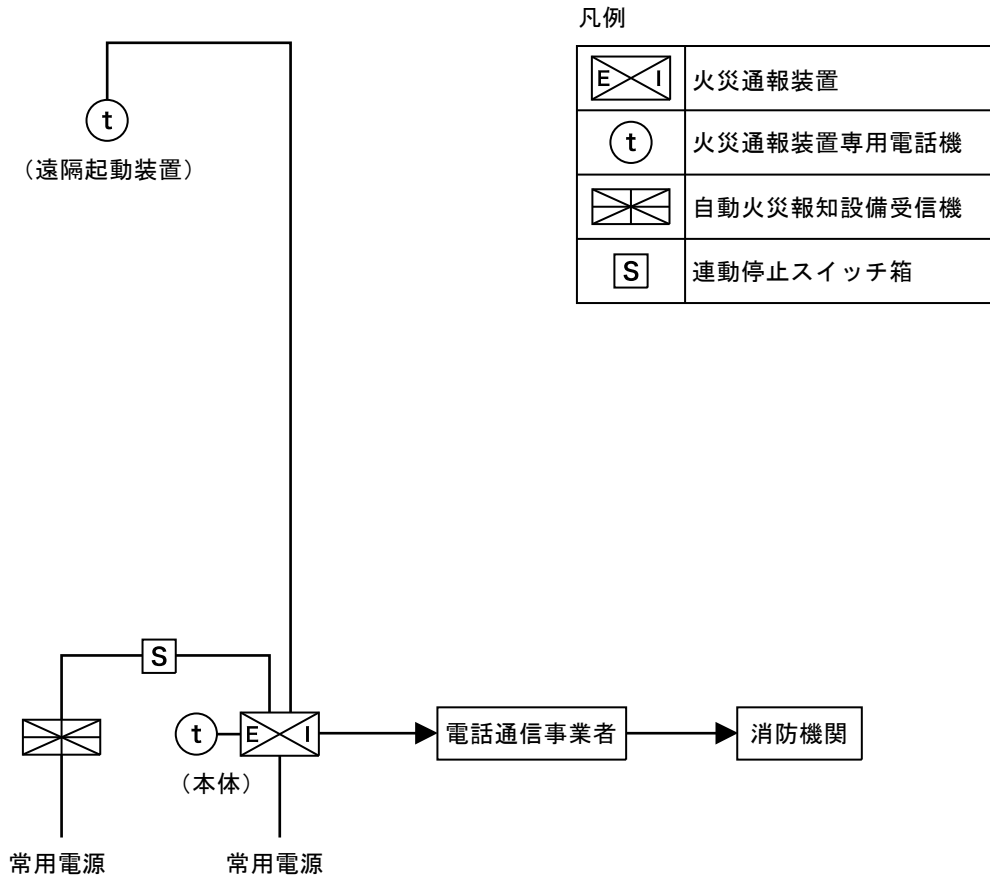 凡例
E I 火災通報装置
t 火災通報装置専用電話機
自動火災報知設備受信機
S 連動停止スイッチ箱
t
（遠隔起動装置）
S
t E I 電話通信事業者 消防機関
（本体）
常用電源 常用電源